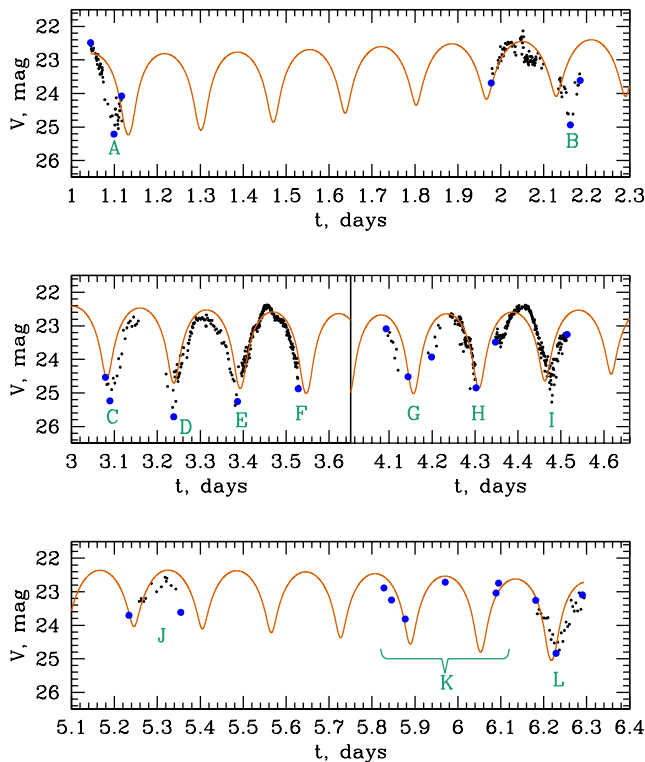 22
23
24
25
26
V, mag
A
B
1 1.1 1.2 1.3 1.4 1.5 1.6 1.7 1.8 1.9 2 2.1 2.2 2.3
t, days
22
23
24
25
26
V, mag
C D E F G H I
3 3.1 3.2 3.3 3.4 3.5 3.6 4.1 4.2 4.3 4.4 4.5 4.6
t, days t, days
22
23
24
25
26
V, mag
J
K
L
5.1 5.2 5.3 5.4 5.5 5.6 5.7 5.8 5.9 6 6.1 6.2 6.3 6.4
t, days